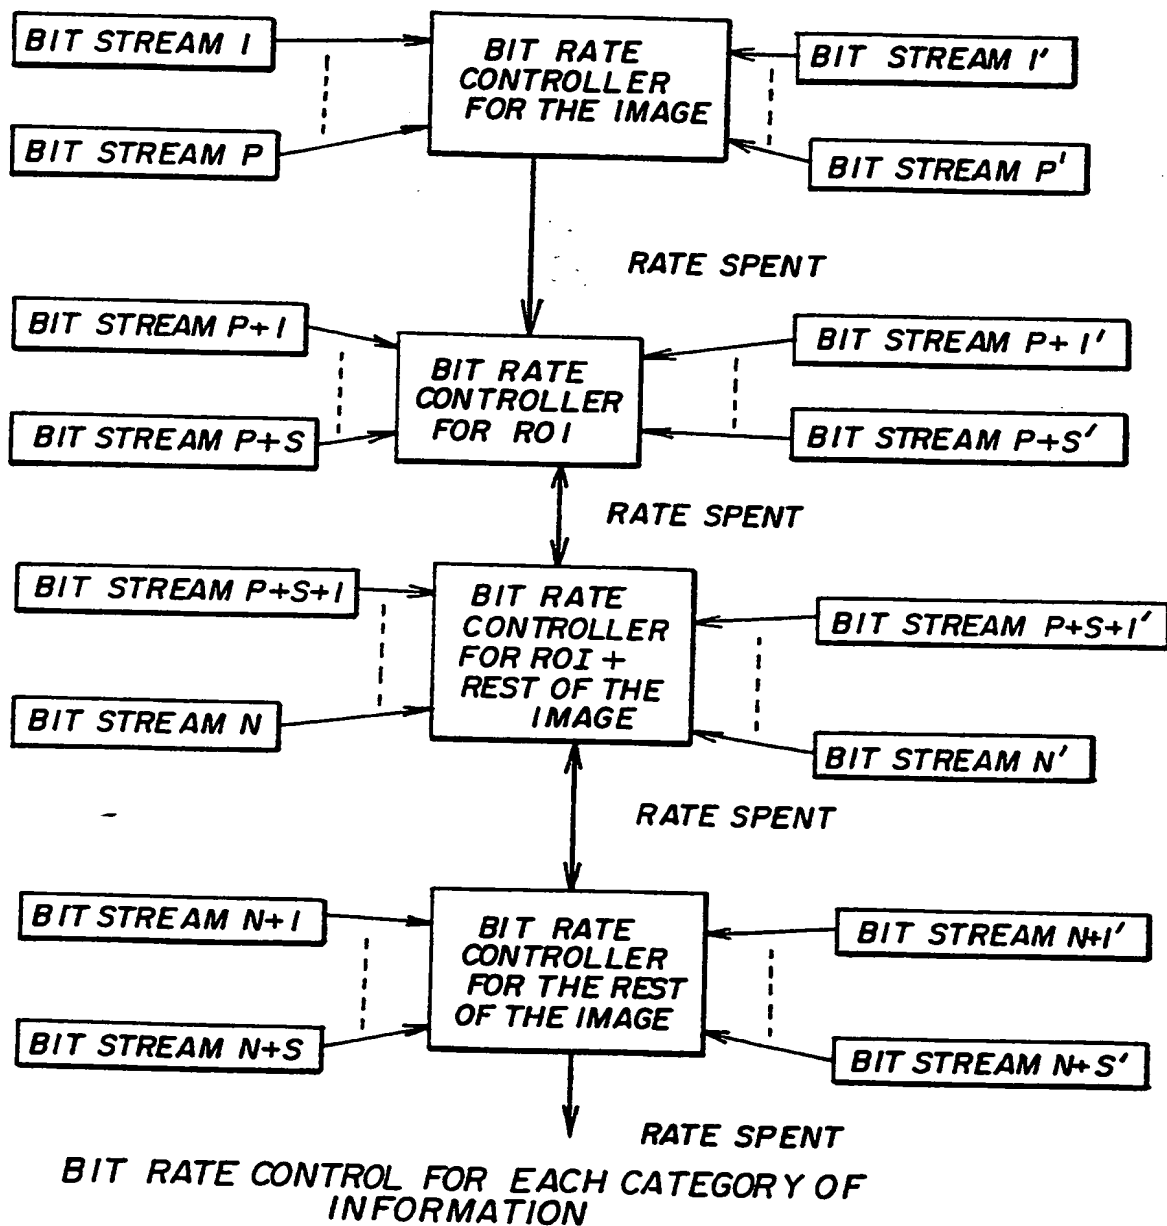 BIT STREAM 1
BIT RATE
CONTROLLER
FOR THE IMAGE
BIT STREAM 1'
BIT STREAM P
BIT STREAM P'
RATE SPENT
BIT STREAM P+1
BIT RATE
CONTROLLER
FOR ROI
BIT STREAM P+1'
BIT STREAM P+S
BIT STREAM P+S'
RATE SPENT
BIT STREAM P+S+1
BIT RATE
CONTROLLER
FOR ROI +
REST OF THE
IMAGE
BIT STREAM P+S+1'
BIT STREAM N
BIT STREAM N'
RATE SPENT
BIT STREAM N+1
BIT RATE
CONTROLLER
FOR THE REST
OF THE IMAGE
BIT STREAM N+1'
BIT STREAM N+S
BIT STREAM N+S'
RATE SPENT
BIT RATE CONTROL FOR EACH CATEGORY OF
INFORMATION